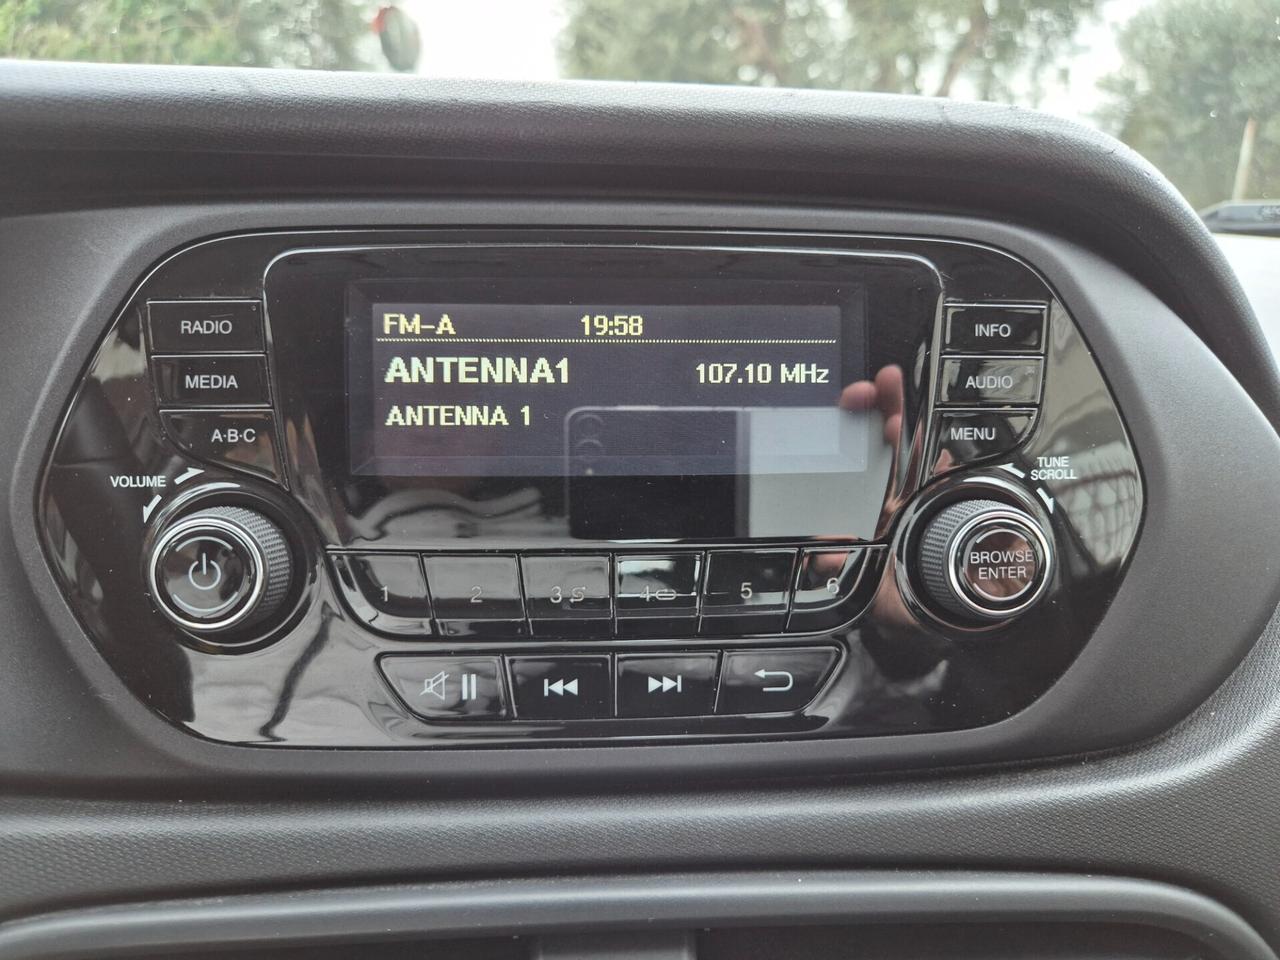 FM-A 19:58
ANTENNA1 107.10 MHz
ANTENNA 1
RADIO
MEDIA
A·B·C
VOLUME
INFO
AUDIO
MENU
TUNE
SCROLL
BROWSE
ENTER
1 2 3 4 5 6